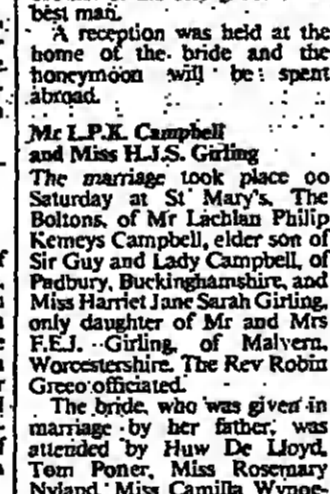 best man.
A reception was held at the
home of the bride and the
honeymoon will be spent
abroad.
Mr L.P.K. Campbell
and Miss H.J.S. Girling
The marriage took place on
Saturday at St Mary's, The
Boltons, of Mr Lachlan Philip
Kemeys Campbell, elder son of
Sir Guy and Lady Campbell, of
Padbury, Buckinghamshire, and
Miss Harriet Jane Sarah Girling,
only daughter of Mr and Mrs
F.E.J. Girling, of Malvern,
Worcestershire. The Rev Robin
Greco officiated.
The bride, who was given in
marriage by her father, was
attended by Huw De Lloyd,
Tom Poner, Miss Rosemary
Nyland Miss Camilla Wynne-